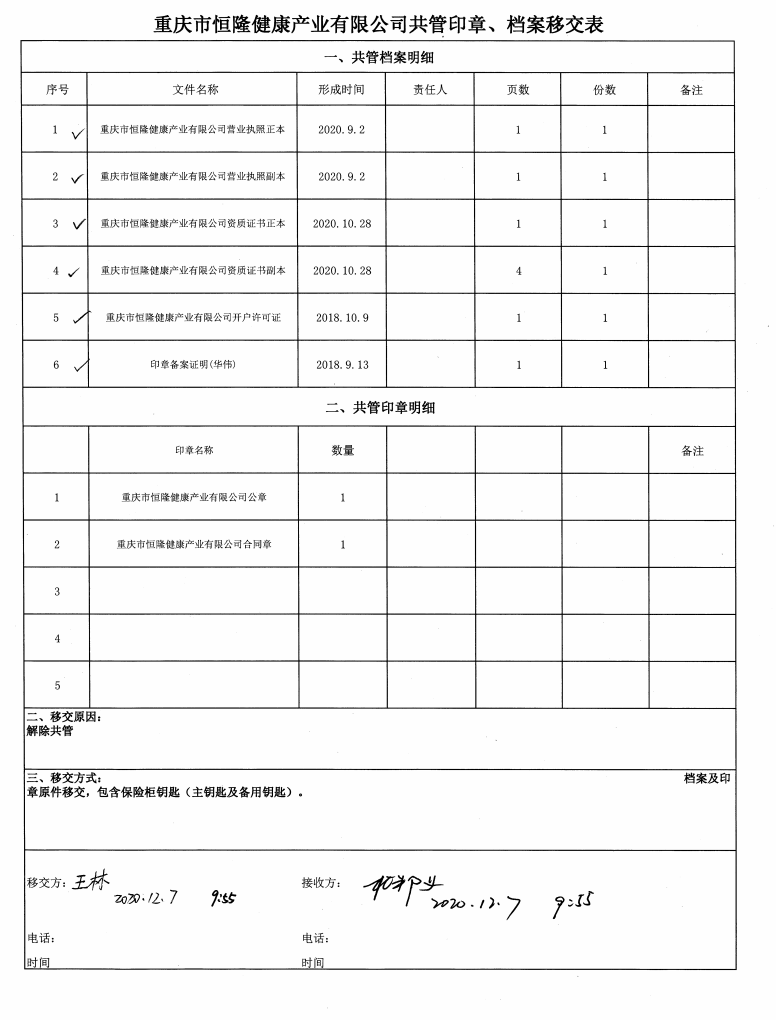 重庆市恒隆健康产业有限公司共管印章、档案移交表
一、共管档案明细
序号 文件名称 形成时间 责任人 页数 份数 备注
1 ✓ 重庆市恒隆健康产业有限公司营业执照正本 2020.9.2 1 1
2 ✓ 重庆市恒隆健康产业有限公司营业执照副本 2020.9.2 1 1
3 ✓ 重庆市恒隆健康产业有限公司资质证书正本 2020.10.28 1 1
4 ✓ 重庆市恒隆健康产业有限公司资质证书副本 2020.10.28 4 1
5 ✓ 重庆市恒隆健康产业有限公司开户许可证 2018.10.9 1 1
6 ✓ 印章备案证明(华伟) 2018.9.13 1 1
二、共管印章明细
印章名称 数量 备注
1 重庆市恒隆健康产业有限公司公章 1
2 重庆市恒隆健康产业有限公司合同章 1
3
4
5
二、移交原因：
解除共管
三、移交方式： 档案及印
章原件移交，包含保险柜钥匙（主钥匙及备用钥匙）。
移交方：王林 接收方：
2020.12.7 9:55 2020.12.7 9:55
电话： 电话：
时间 时间